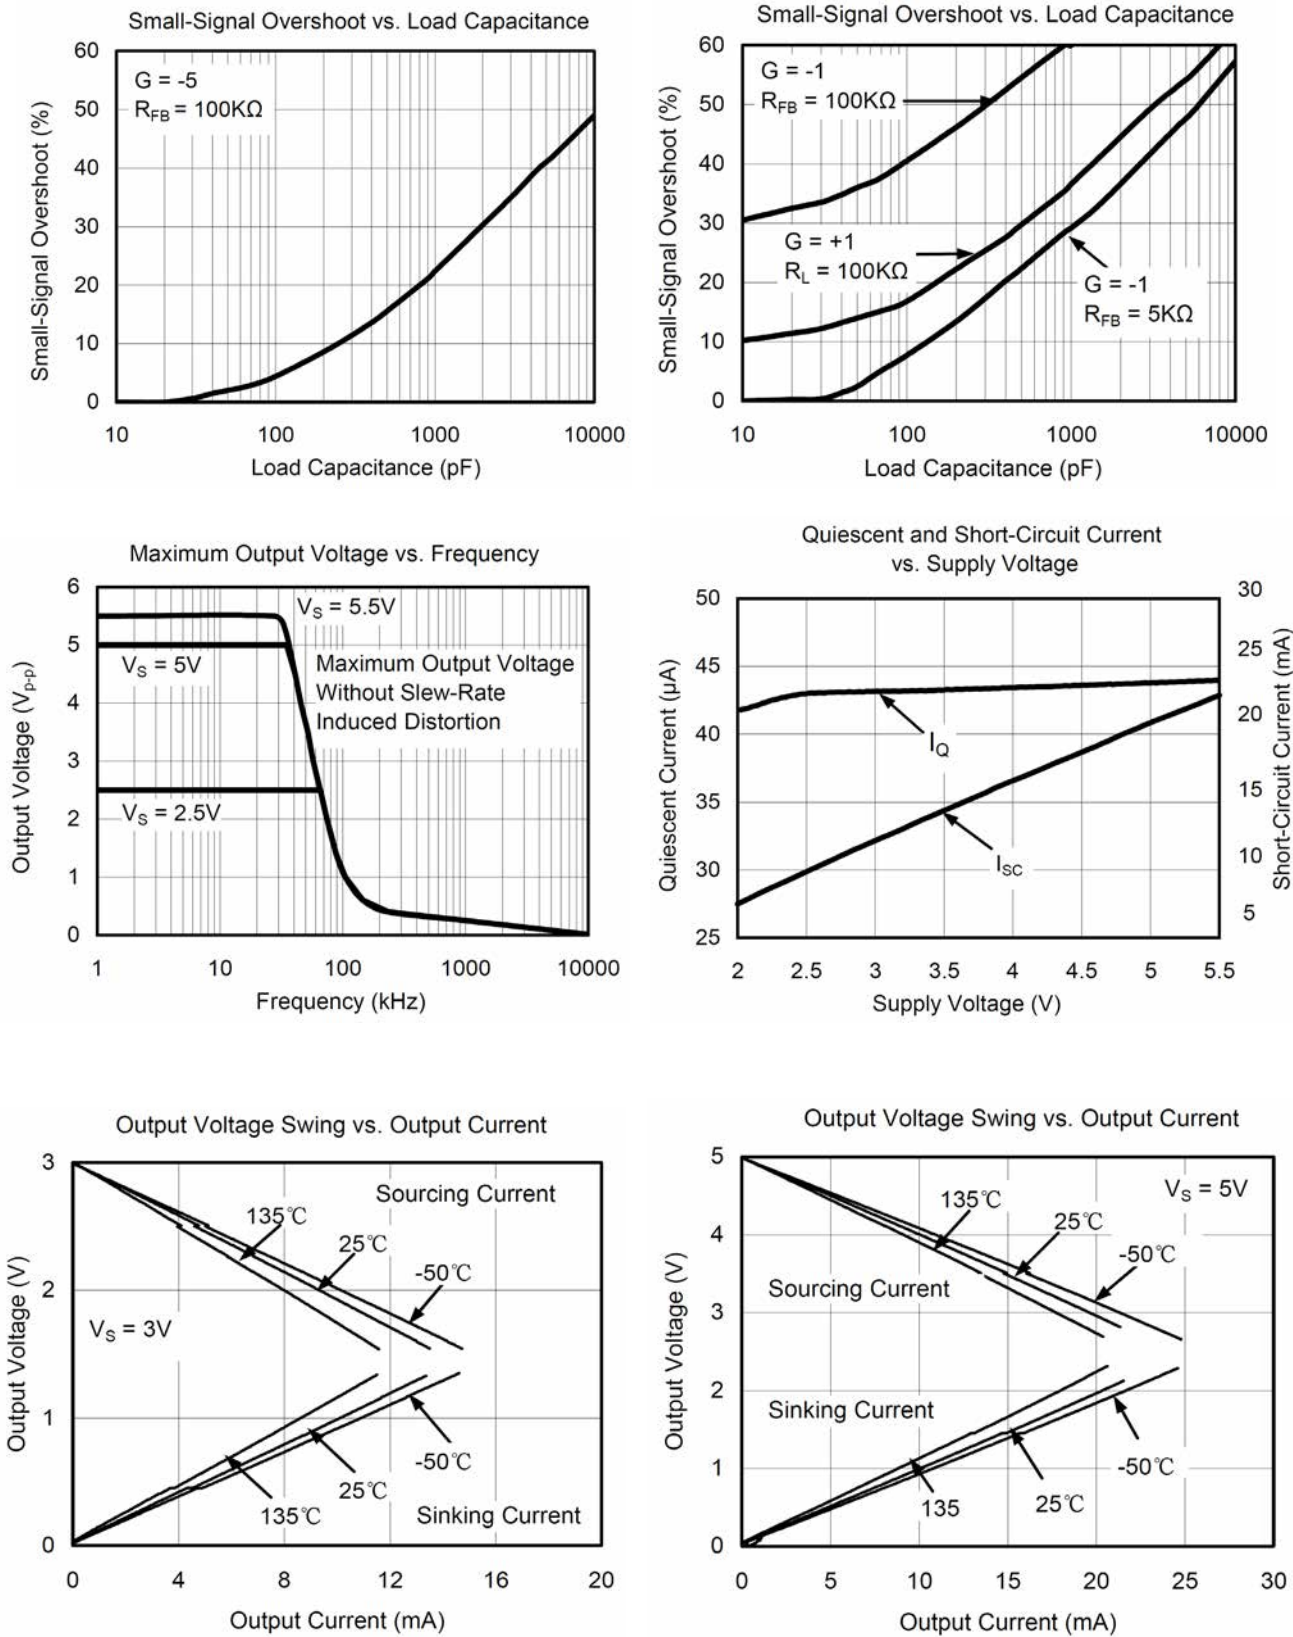 Small-Signal Overshoot vs. Load Capacitance
60
50
40
30
20
10
0
Small-Signal Overshoot (%)
G = -5
RFB = 100KΩ
10 100 1000 10000
Load Capacitance (pF)
Small-Signal Overshoot vs. Load Capacitance
60
50
40
30
20
10
0
Small-Signal Overshoot (%)
G = -1
RFB = 100KΩ
G = +1
RL = 100KΩ
G = -1
RFB = 5KΩ
10 100 1000 10000
Load Capacitance (pF)
Maximum Output Voltage vs. Frequency
6
5
4
3
2
1
0
Output Voltage (Vp-p)
VS = 5.5V
VS = 5V
Maximum Output Voltage
Without Slew-Rate
Induced Distortion
VS = 2.5V
1 10 100 1000 10000
Frequency (kHz)
Quiescent and Short-Circuit Current
vs. Supply Voltage
50
45
40
35
30
25
Quiescent Current (μA)
IQ
ISC
30
25
20
15
10
5
Short-Circuit Current (mA)
2 2.5 3 3.5 4 4.5 5 5.5
Supply Voltage (V)
Output Voltage Swing vs. Output Current
3
2
1
0
Output Voltage (V)
Sourcing Current
135℃
25℃
-50℃
VS = 3V
-50℃
25℃
135℃
Sinking Current
0 4 8 12 16 20
Output Current (mA)
Output Voltage Swing vs. Output Current
5
4
3
2
1
0
Output Voltage (V)
VS = 5V
135℃
25℃
-50℃
Sourcing Current
Sinking Current
-50℃
25℃
135
0 5 10 15 20 25 30
Output Current (mA)